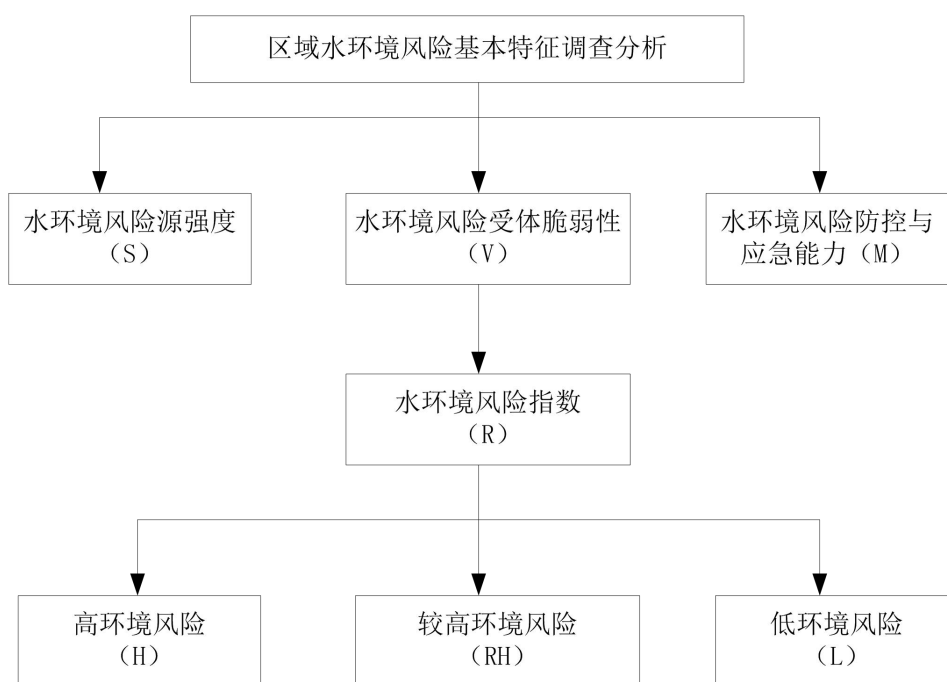 区域水环境风险基本特征调查分析
水环境风险源强度
（S）
水环境风险受体脆弱性
（V）
水环境风险防控与
应急能力（M）
水环境风险指数
（R）
高环境风险
（H）
较高环境风险
（RH）
低环境风险
（L）